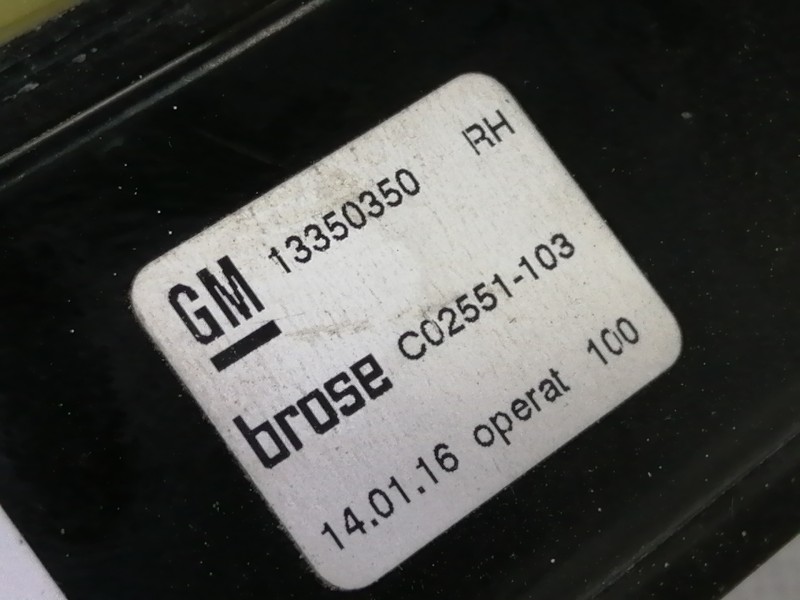 GM 13350350 RH
brose C02551-103
14.01.16 operat 100